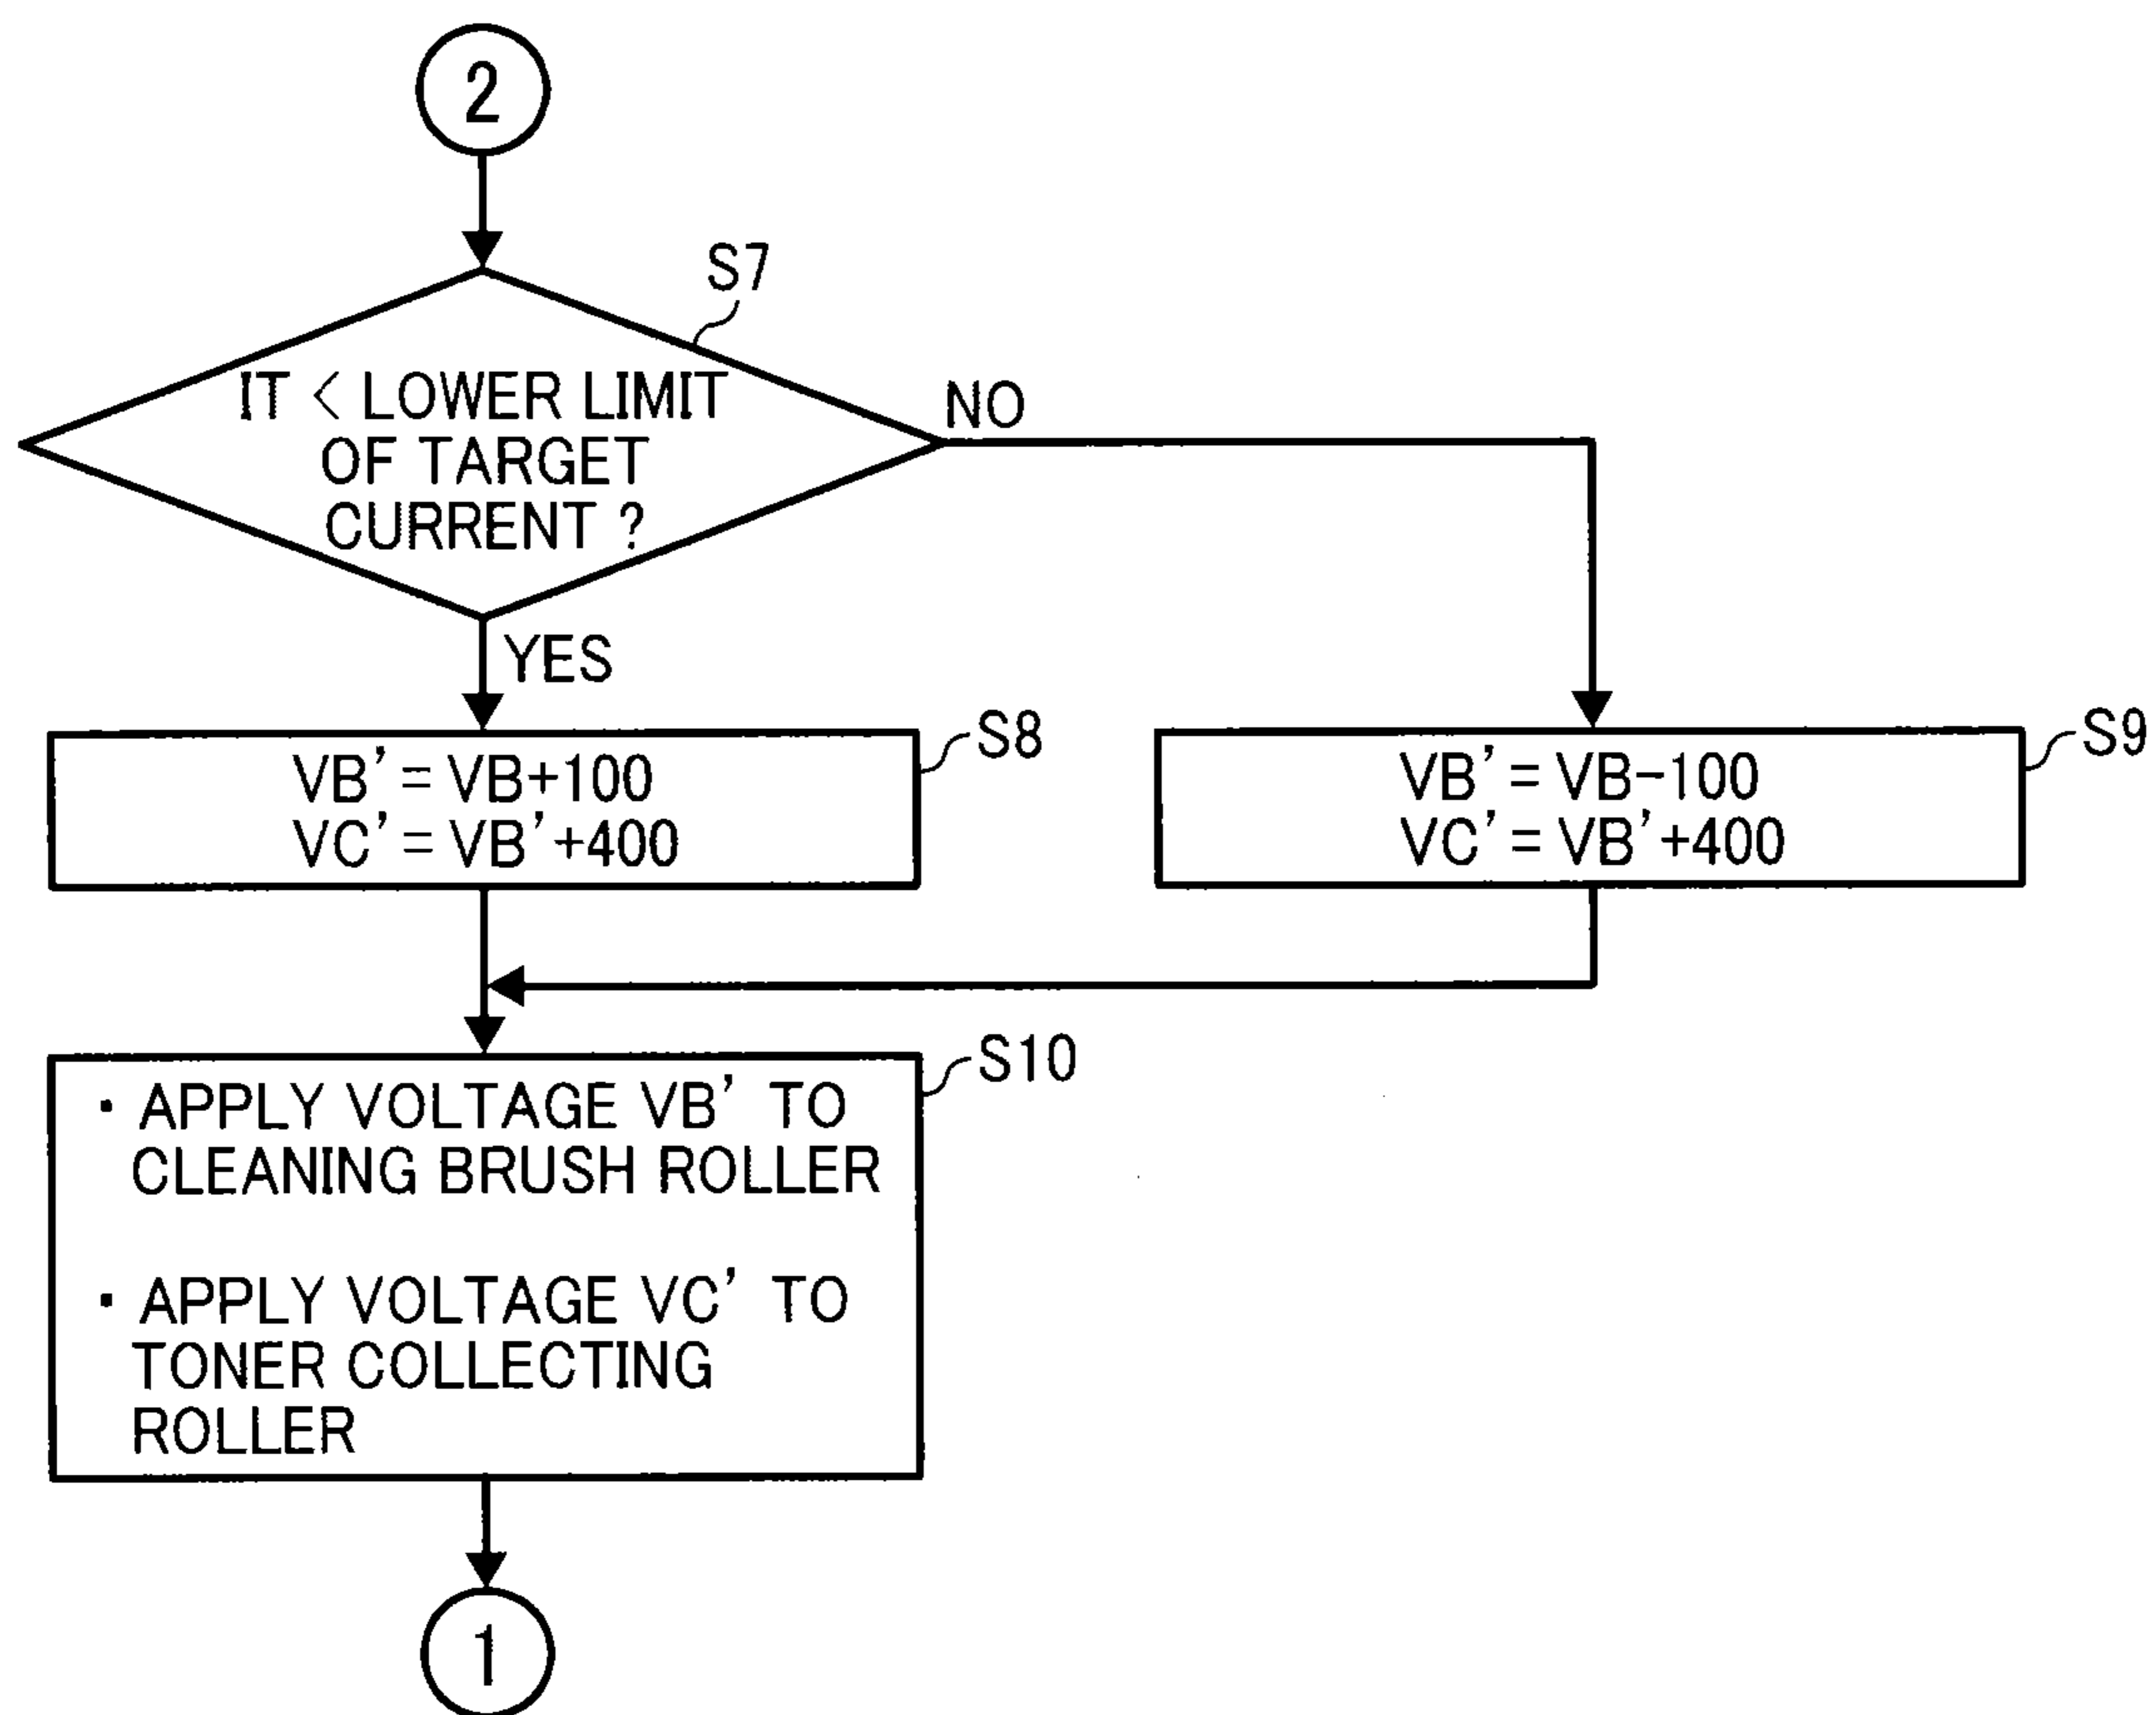 2
S7
IT < LOWER LIMIT
OF TARGET
CURRENT ?
NO
YES
S8
VB' = VB+100
VC' = VB'+400
S9
VB' = VB-100
VC' = VB'+400
S10
· APPLY VOLTAGE VB' TO
CLEANING BRUSH ROLLER
· APPLY VOLTAGE VC' TO
TONER COLLECTING
ROLLER
1